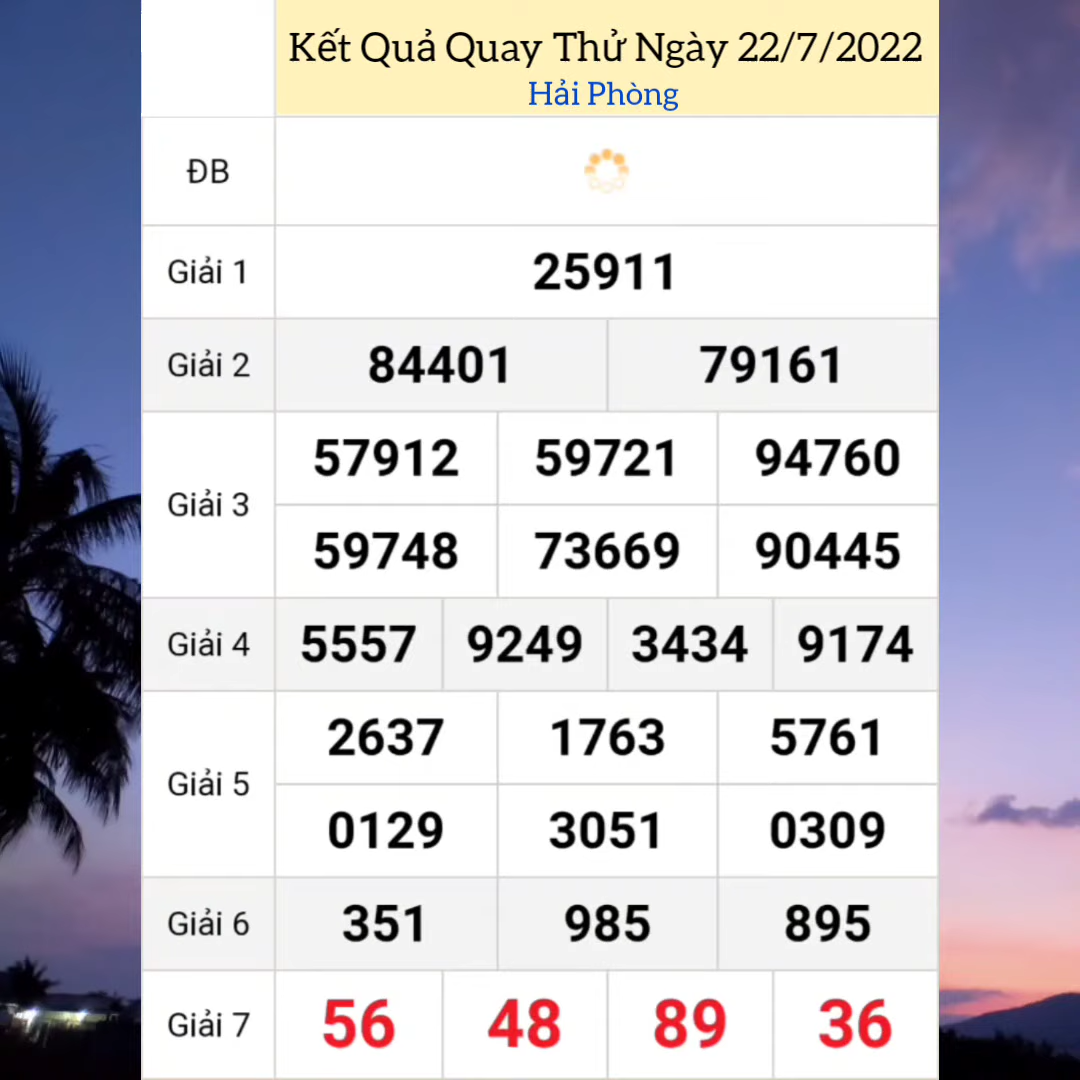 Kết Quả Quay Thử Ngày 22/7/2022
Hải Phòng
ĐB
Giải 1 25911
Giải 2 84401 79161
Giải 3 57912 59721 94760
59748 73669 90445
Giải 4 5557 9249 3434 9174
Giải 5 2637 1763 5761
0129 3051 0309
Giải 6 351 985 895
Giải 7 56 48 89 36